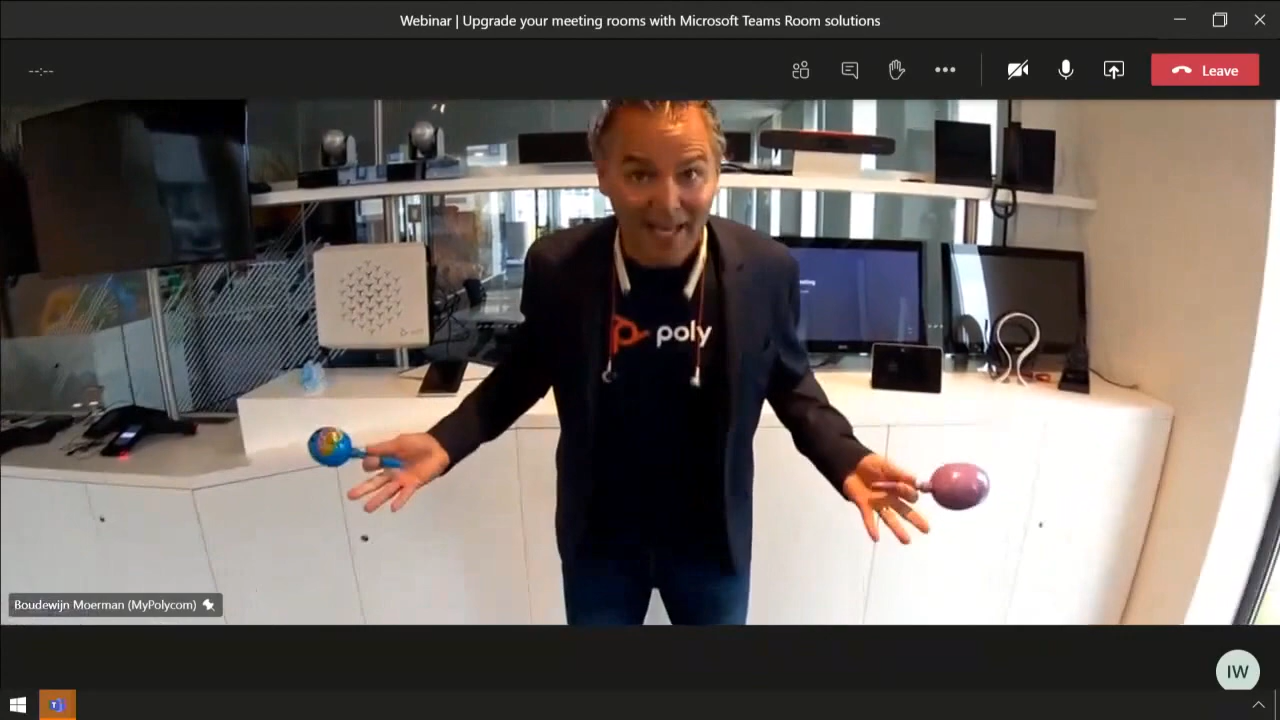 Webinar | Upgrade your meeting rooms with Microsoft Teams Room solutions
--:--
Leave
poly
Boudewijn Moerman (MyPolycom)
IW